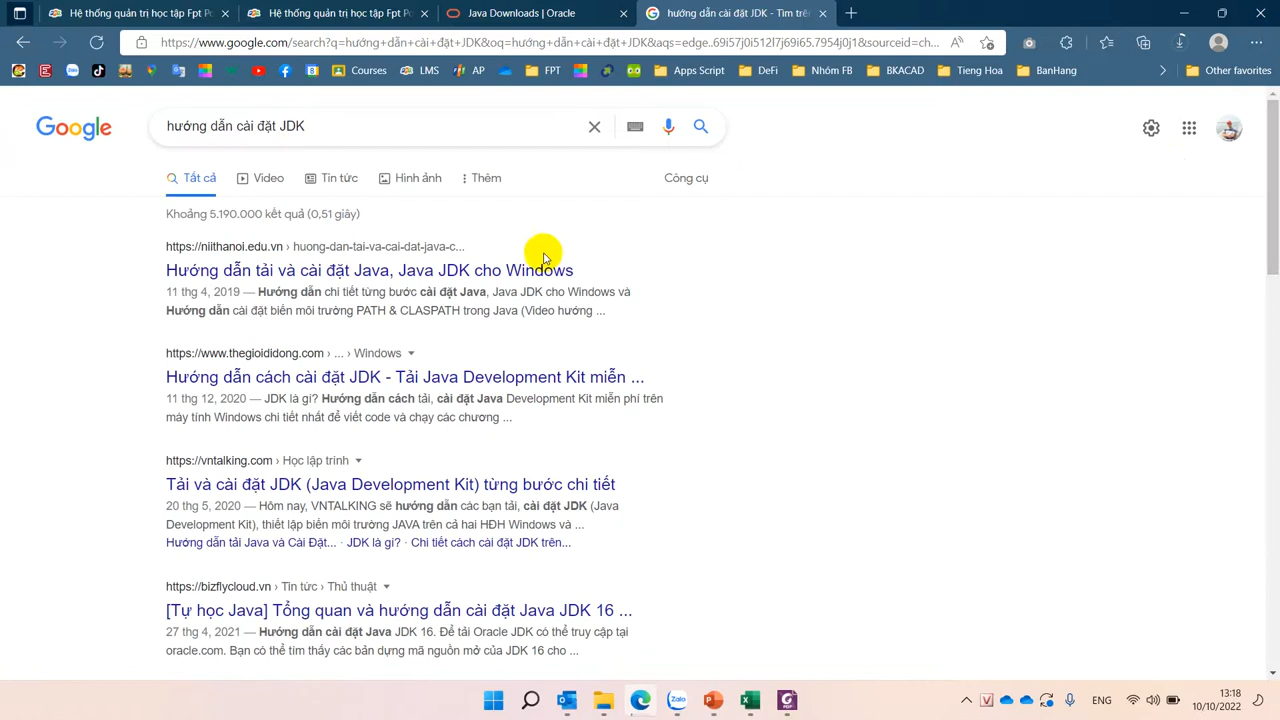 Hệ thống quản trị học tập Fpt Po
Hệ thống quản trị học tập Fpt Po
Java Downloads | Oracle
hướng dẫn cài đặt JDK - Tìm trên
https://www.google.com/search?q=hướng+dẫn+cài+đặt+JDK&oq=hướng+dẫn+cài+đặt+JDK&aqs=edge..69i57j0i512l7j69i65.7954j0j1&sourceid=ch...
Courses
LMS
AP
FPT
Apps Script
DeFi
Nhóm FB
BKACAD
Tieng Hoa
BanHang
Other favorites
Google
hướng dẫn cài đặt JDK
Tất cả
Video
Tin tức
Hình ảnh
Thêm
Công cụ
Khoảng 5.190.000 kết quả (0,51 giây)
https://niithanoi.edu.vn › huong-dan-tai-va-cai-dat-java-c...
Hướng dẫn tải và cài đặt Java, Java JDK cho Windows
11 thg 4, 2019 — Hướng dẫn chi tiết từng bước cài đặt Java, Java JDK cho Windows và
Hướng dẫn cài đặt biến môi trường PATH & CLASPATH trong Java (Video hướng ...
https://www.thegioididong.com › ... › Windows
Hướng dẫn cách cài đặt JDK - Tải Java Development Kit miễn ...
11 thg 12, 2020 — JDK là gì? Hướng dẫn cách tải, cài đặt Java Development Kit miễn phí trên
máy tính Windows chi tiết nhất để viết code và chạy các chương ...
https://vntalking.com › Học lập trình
Tải và cài đặt JDK (Java Development Kit) từng bước chi tiết
20 thg 5, 2020 — Hôm nay, VNTALKING sẽ hướng dẫn các bạn tải, cài đặt JDK (Java
Development Kit), thiết lập biến môi trường JAVA trên cả hai HĐH Windows và ...
Hướng dẫn tải Java và Cài Đặt... · JDK là gì? · Chi tiết cách cài đặt JDK trên...
https://bizflycloud.vn › Tin tức › Thủ thuật
[Tự học Java] Tổng quan và hướng dẫn cài đặt Java JDK 16 ...
27 thg 4, 2021 — Hướng dẫn cài đặt Java JDK 16. Để tải Oracle JDK có thể truy cập tại
oracle.com. Bạn có thể tìm thấy các bản dựng mã nguồn mở của JDK 16 cho ...
Zalo
ENG
13:18
10/10/2022